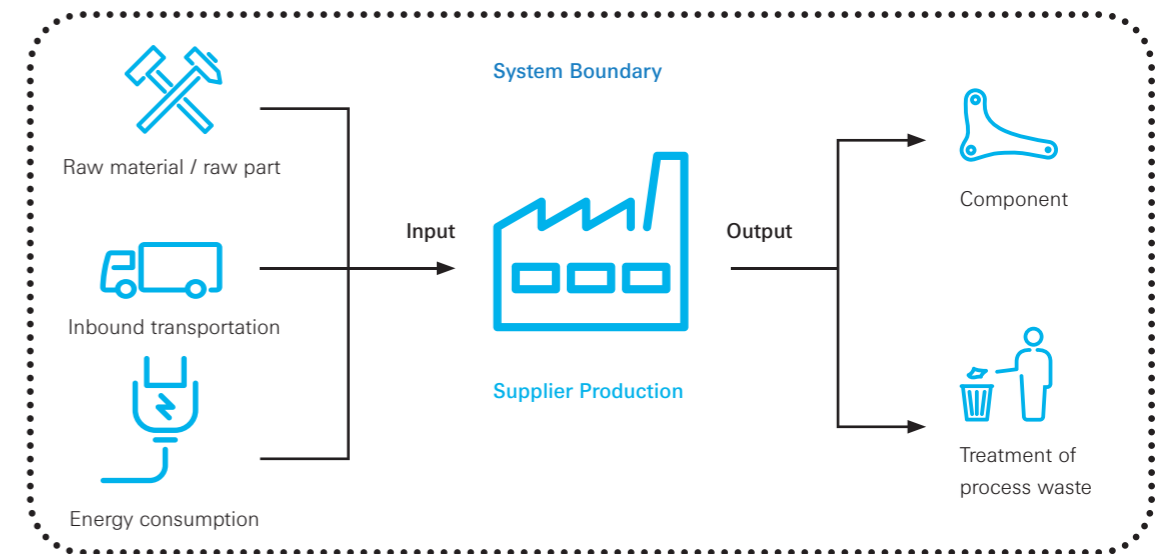 System Boundary
Raw material / raw part
Component
Input
Output
Inbound transportation
Supplier Production
Treatment of
process waste
Energy consumption